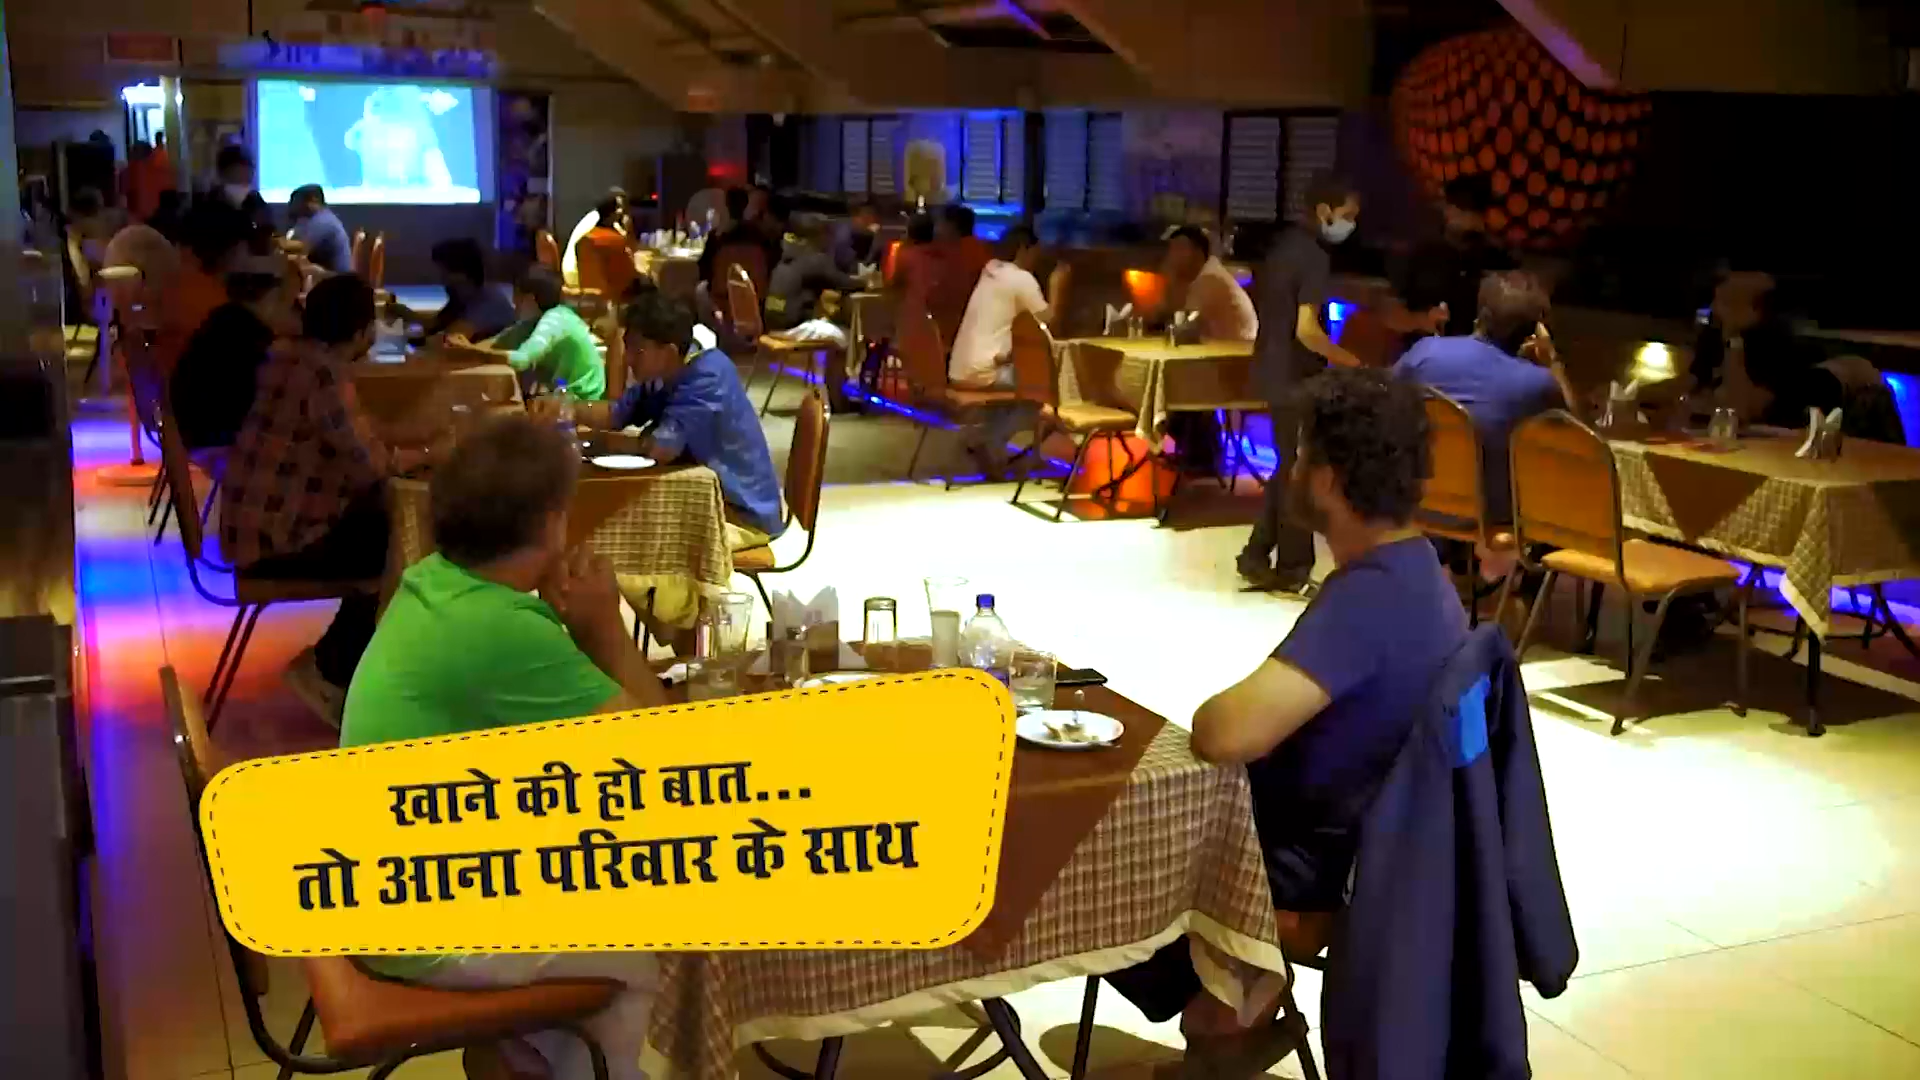 खाने की हो बात...
तो आना परिवार के साथ